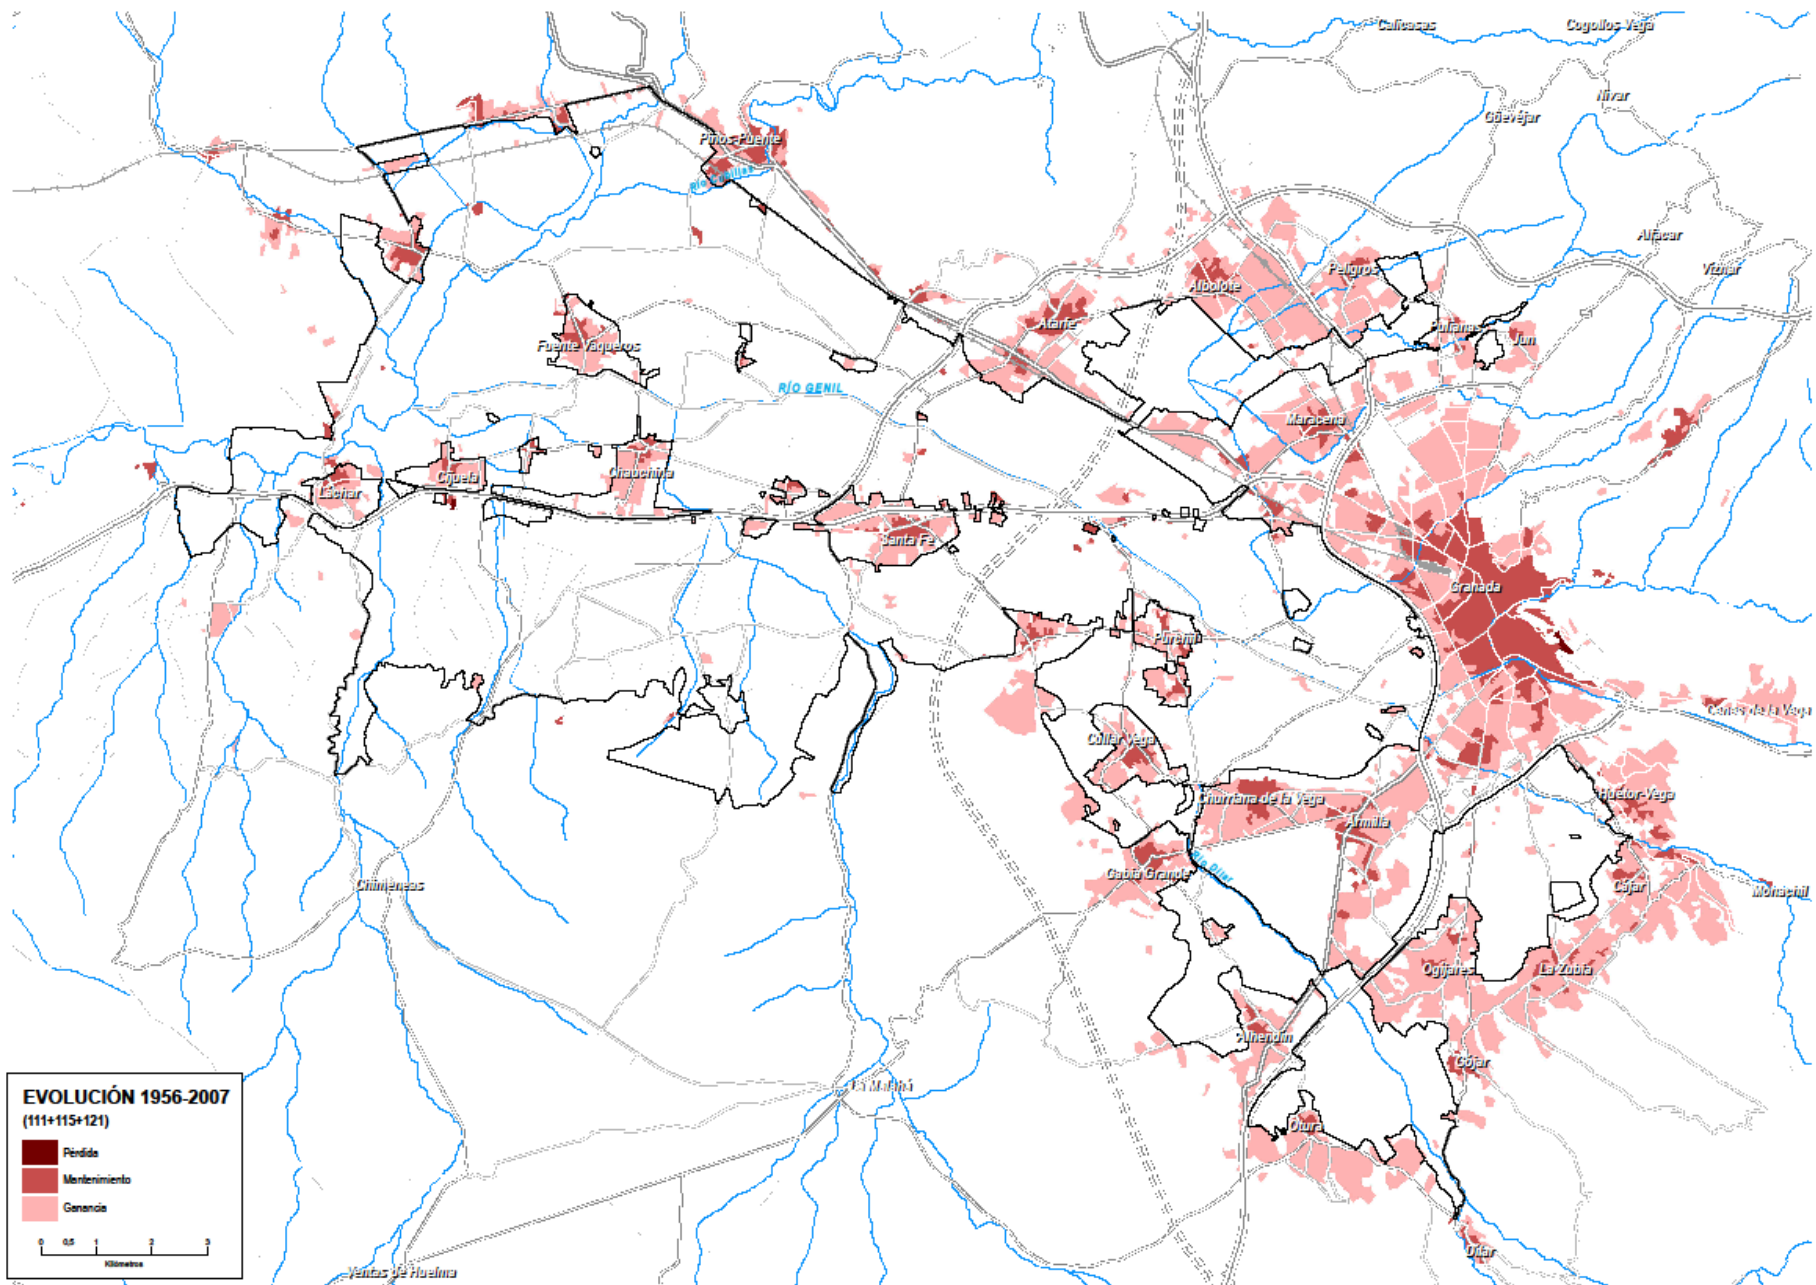 Calicasas
Cogollos-Vega
Nívar
Güevéjar
Pinos-Puente
Río Cubillas
Alfacar
Víznar
Albolote
Peligros
Atarfe
Pulianas
Jun
Fuente Vaqueros
RÍO GENIL
Maracena
Láchar
Cijuela
Chauchina
Santa Fe
Granada
Purchil
Cenes de la Vega
Cúllar Vega
Churriana de la Vega
Huétor-Vega
Armilla
Río Dílar
Gabia Grande
Cájar
Monachil
Chimeneas
Ogíjares
La Zubia
Alhendín
Gójar
La Malahá
Otura
Dílar
Ventas de Huelma
EVOLUCIÓN 1956-2007
(111+115+121)
Pérdida
Mantenimiento
Ganancia
0 0,5 1 2 3
Kilómetros